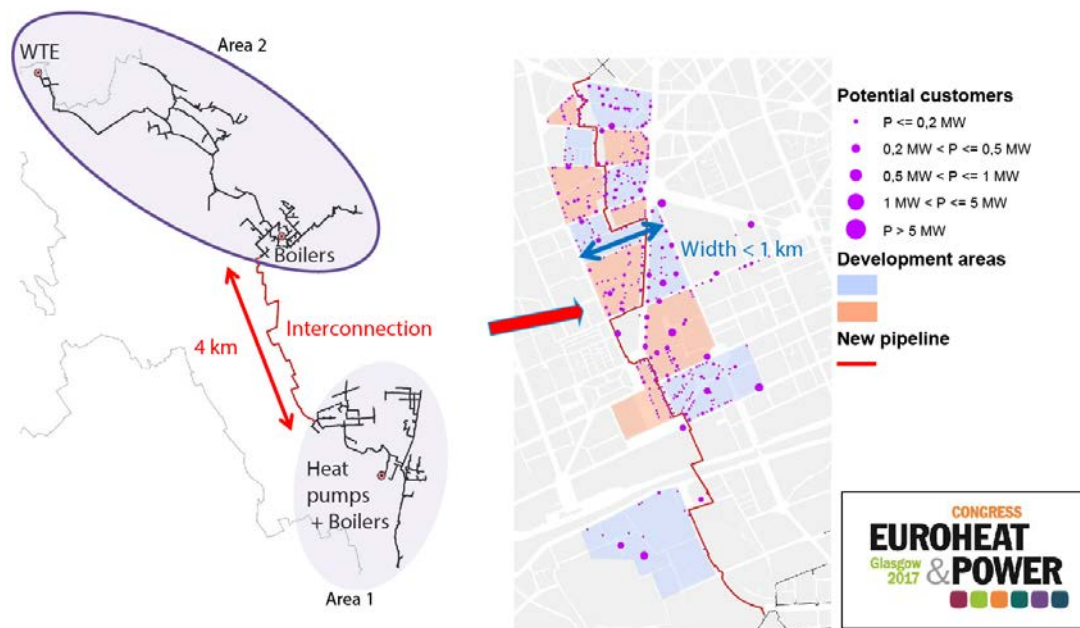 WTE
Area 2
Boilers
Interconnection
4 km
Heat
pumps
+ Boilers
Area 1
Width < 1 km
Potential customers
P <= 0,2 MW
0,2 MW < P <= 0,5 MW
0,5 MW < P <= 1 MW
1 MW < P <= 5 MW
P > 5 MW
Development areas
New pipeline
CONGRESS
EUROHEAT
Glasgow
2017
&POWER